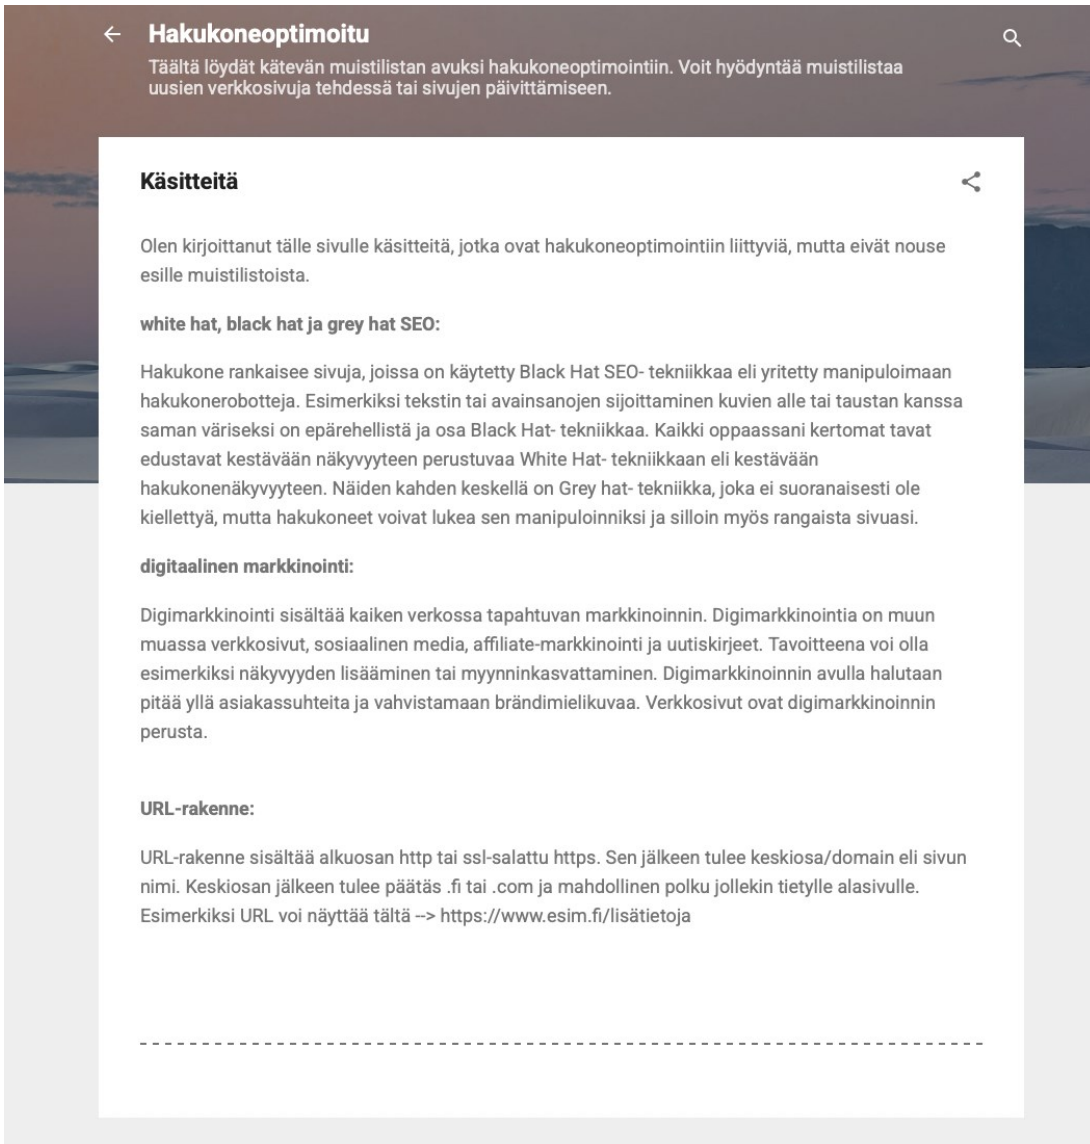 Hakukoneoptimoitu
Täältä löydät kätevän muistilistan avuksi hakukoneoptimointiin. Voit hyödyntää muistilistaa
uusien verkkosivuja tehdessä tai sivujen päivittämiseen.
Käsitteitä
Olen kirjoittanut tälle sivulle käsitteitä, jotka ovat hakukoneoptimointiin liittyviä, mutta eivät nouse
esille muistilistoista.
white hat, black hat ja grey hat SEO:
Hakukone rankaisee sivuja, joissa on käytetty Black Hat SEO- tekniikkaa eli yritetty manipuloimaan
hakukonerobotteja. Esimerkiksi tekstin tai avainsanojen sijoittaminen kuvien alle tai taustan kanssa
saman väriseksi on epärehellistä ja osa Black Hat- tekniikkaa. Kaikki oppaassani kertomat tavat
edustavat kestävään näkyvyyteen perustuvaa White Hat- tekniikkaan eli kestävään
hakukonenäkyvyyteen. Näiden kahden keskellä on Grey hat- tekniikka, joka ei suoranaisesti ole
kiellettyä, mutta hakukoneet voivat lukea sen manipuloinniksi ja silloin myös rangaista sivuasi.
digitaalinen markkinointi:
Digimarkkinointi sisältää kaiken verkossa tapahtuvan markkinoinnin. Digimarkkinointia on muun
muassa verkkosivut, sosiaalinen media, affiliate-markkinointi ja uutiskirjeet. Tavoitteena voi olla
esimerkiksi näkyvyyden lisääminen tai myynninkasvattaminen. Digimarkkinoinnin avulla halutaan
pitää yllä asiakassuhteita ja vahvistamaan brändimielikuvaa. Verkkosivut ovat digimarkkinoinnin
perusta.
URL-rakenne:
URL-rakenne sisältää alkuosan http tai ssl-salattu https. Sen jälkeen tulee keskiosa/domain eli sivun
nimi. Keskiosan jälkeen tulee päätäs .fi tai .com ja mahdollinen polku jollekin tietylle alasivulle.
Esimerkiksi URL voi näyttää tältä --> https://www.esim.fi/lisätietoja